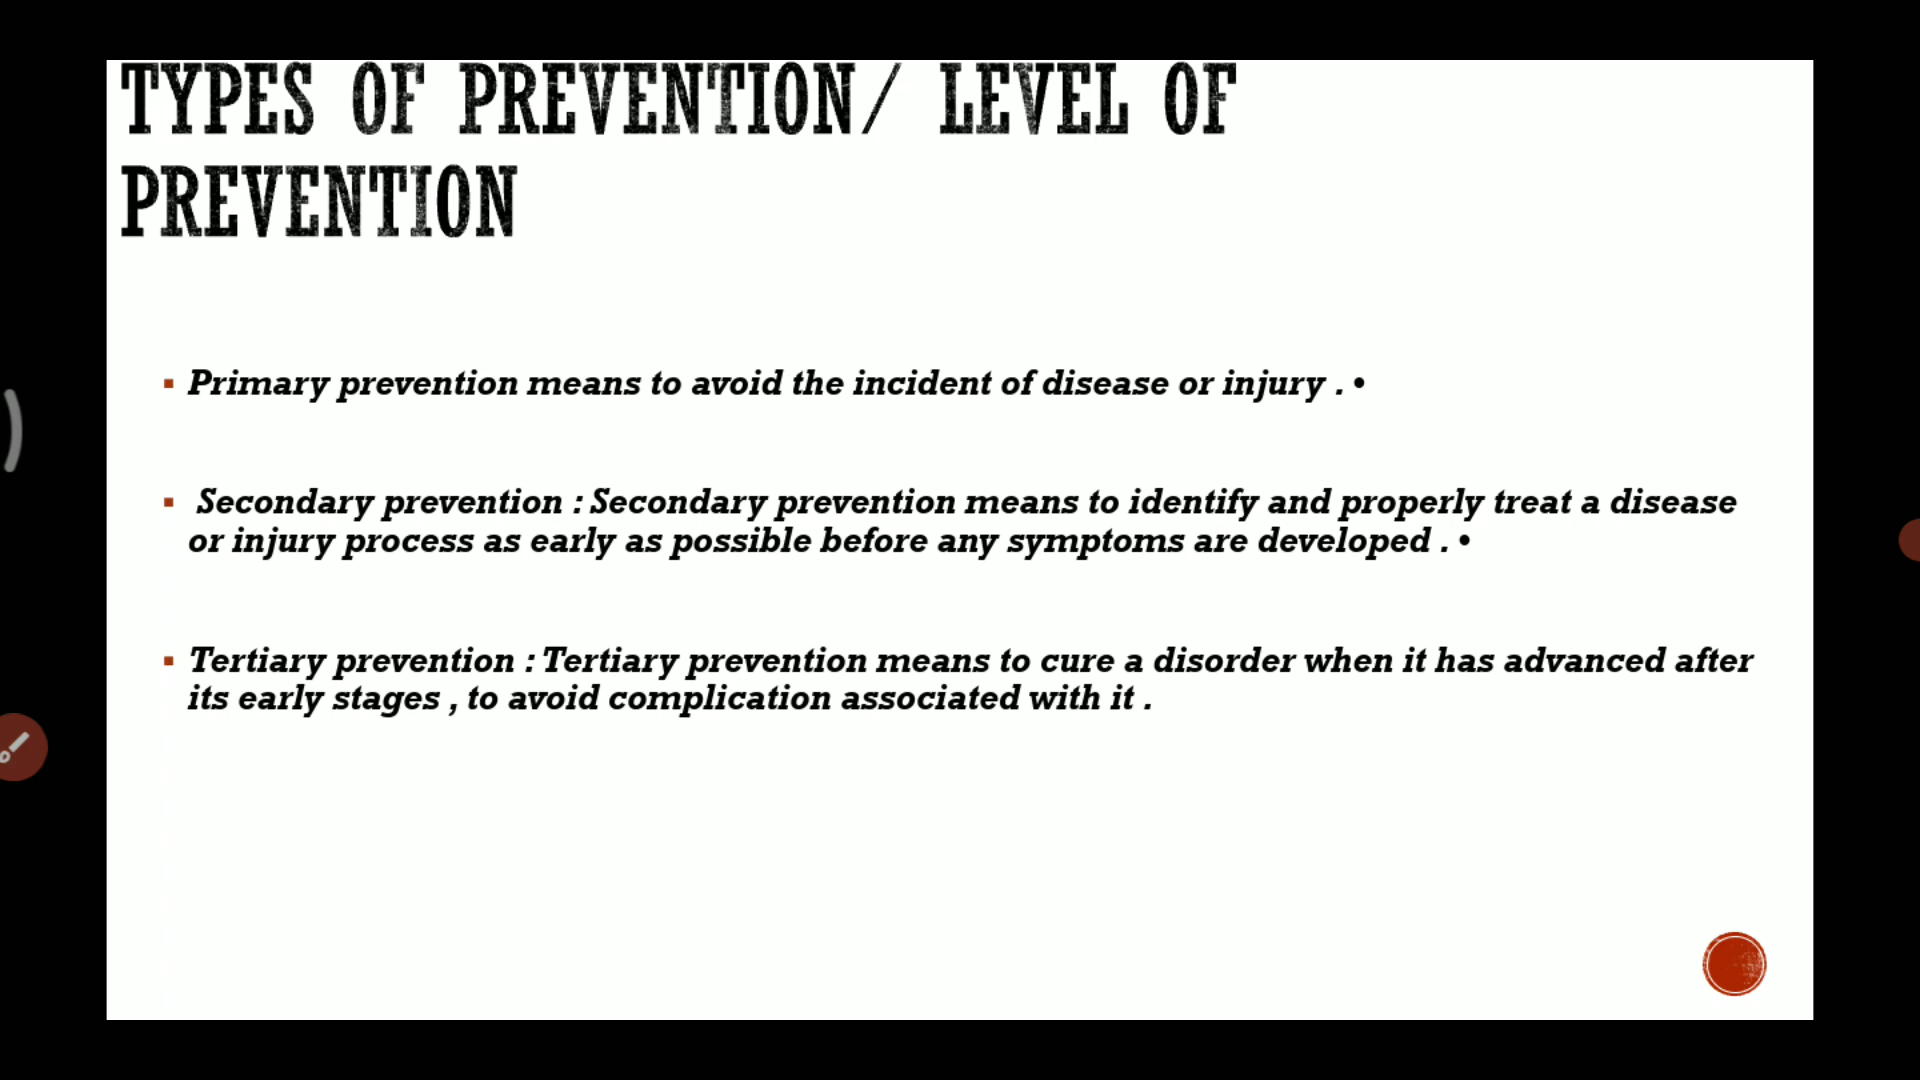 TYPES OF PREVENTION/ LEVEL OF
PREVENTION
▪ Primary prevention means to avoid the incident of disease or injury . •
▪ Secondary prevention : Secondary prevention means to identify and properly treat a disease
or injury process as early as possible before any symptoms are developed . •
▪ Tertiary prevention : Tertiary prevention means to cure a disorder when it has advanced after
its early stages , to avoid complication associated with it .